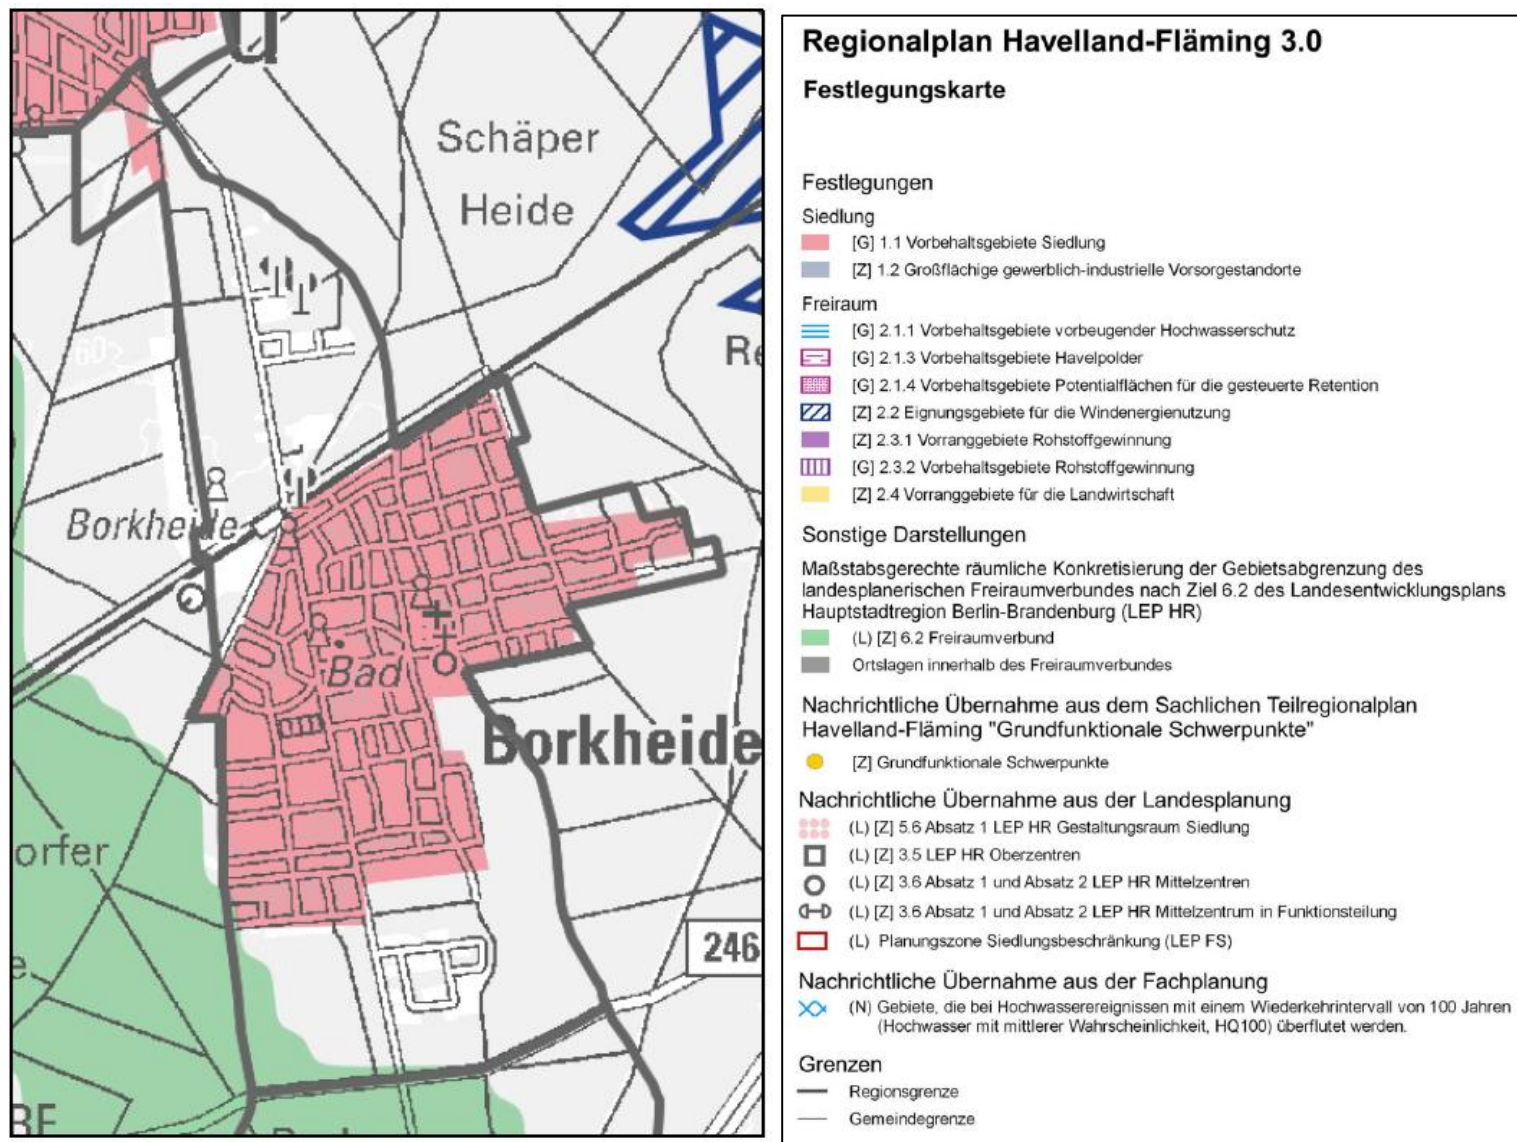 Schäper
Heide
Re
60
Borkheide
Bad
Borkheide
orfer
246
e
BF
Regionalplan Havelland-Fläming 3.0
Festlegungskarte
Festlegungen
Siedlung
[G] 1.1 Vorbehaltsgebiete Siedlung
[Z] 1.2 Großflächige gewerblich-industrielle Vorsorgestandorte
Freiraum
[G] 2.1.1 Vorbehaltsgebiete vorbeugender Hochwasserschutz
[G] 2.1.3 Vorbehaltsgebiete Havelpolder
[G] 2.1.4 Vorbehaltsgebiete Potentialflächen für die gesteuerte Retention
[Z] 2.2 Eignungsgebiete für die Windenergienutzung
[Z] 2.3.1 Vorranggebiete Rohstoffgewinnung
[G] 2.3.2 Vorbehaltsgebiete Rohstoffgewinnung
[Z] 2.4 Vorranggebiete für die Landwirtschaft
Sonstige Darstellungen
Maßstabsgerechte räumliche Konkretisierung der Gebietsabgrenzung des
landesplanerischen Freiraumverbundes nach Ziel 6.2 des Landesentwicklungsplans
Hauptstadtregion Berlin-Brandenburg (LEP HR)
(L) [Z] 6.2 Freiraumverbund
Ortslagen innerhalb des Freiraumverbundes
Nachrichtliche Übernahme aus dem Sachlichen Teilregionalplan
Havelland-Fläming "Grundfunktionale Schwerpunkte"
[Z] Grundfunktionale Schwerpunkte
Nachrichtliche Übernahme aus der Landesplanung
(L) [Z] 5.6 Absatz 1 LEP HR Gestaltungsraum Siedlung
(L) [Z] 3.5 LEP HR Oberzentren
(L) [Z] 3.6 Absatz 1 und Absatz 2 LEP HR Mittelzentren
(L) [Z] 3.6 Absatz 1 und Absatz 2 LEP HR Mittelzentrum in Funktionsteilung
(L) Planungszone Siedlungsbeschränkung (LEP FS)
Nachrichtliche Übernahme aus der Fachplanung
(N) Gebiete, die bei Hochwasserereignissen mit einem Wiederkehrintervall von 100 Jahren
(Hochwasser mit mittlerer Wahrscheinlichkeit, HQ100) überflutet werden.
Grenzen
Regionsgrenze
Gemeindegrenze